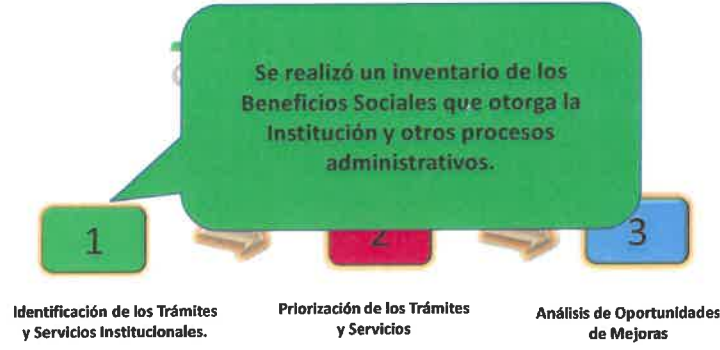 Se realizó un inventario de los
Beneficios Sociales que otorga la
Institución y otros procesos
administrativos.
1
2
3
Identificación de los Trámites
y Servicios Institucionales.
Priorización de los Trámites
y Servicios
Análisis de Oportunidades
de Mejoras